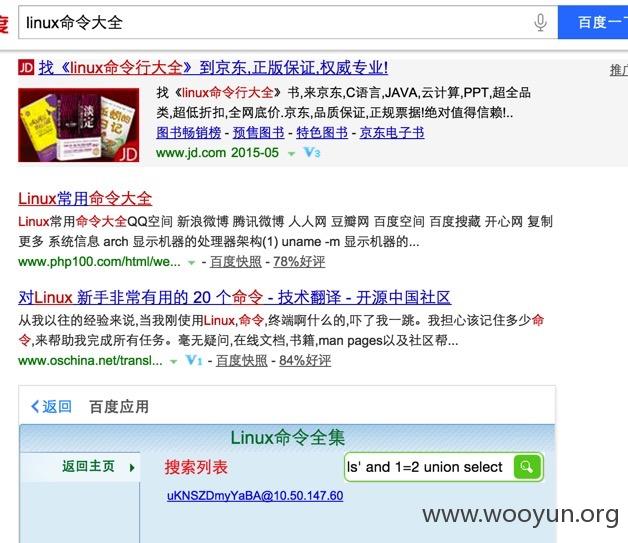 度
linux命令大全
百度一下
JD 找《linux命令行大全》到京东,正版保证,权威专业!
推广
找《linux命令行大全》书,来京东,C语言,JAVA,云计算,PPT,超全品
类,超低折扣,全网底价.京东,品质保证,正规票据!绝对值得信赖!..
图书畅销榜 - 预售图书 - 特色图书 - 京东电子书
淡定
日记
JD
www.jd.com 2015-05 V3
Linux常用命令大全
Linux常用命令大全QQ空间 新浪微博 腾讯微博 人人网 豆瓣网 百度空间 百度搜藏 开心网 复制
更多 系统信息 arch 显示机器的处理器架构(1) uname -m 显示机器的...
www.php100.com/html/we... - 百度快照 - 78%好评
对Linux 新手非常有用的 20 个命令 - 技术翻译 - 开源中国社区
从我以往的经验来说,当我刚使用Linux,命令,终端啊什么的,吓了我一跳。我担心该记住多少命
令,来帮助我完成所有任务。毫无疑问,在线文档,书籍,man pages以及社区帮...
www.oschina.net/transl... V1 - 百度快照 - 84%好评
返回 百度应用
Linux命令全集
返回主页
搜索列表
ls' and 1=2 union select
uKNSZDmyYaBA@10.50.147.60
www.wooyun.org